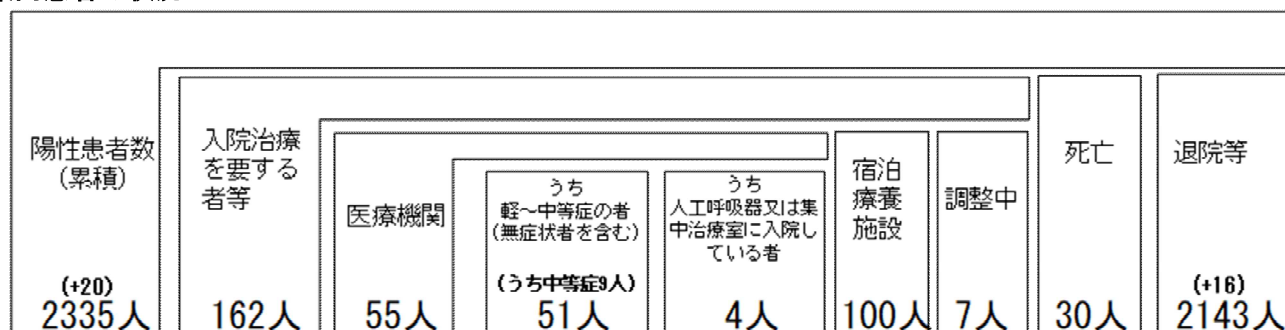 陽性患者数
(累積)
(+20)
2335人
入院治療
を要する
者等
162人
医療機関
55人
うち
軽～中等症の者
(無症状者を含む)
(うち中等症9人)
51人
うち
人工呼吸器又は集
中治療室に入院し
ている者
4人
宿泊
療養
施設
100人
調整中
7人
死亡
30人
退院等
(+16)
2143人